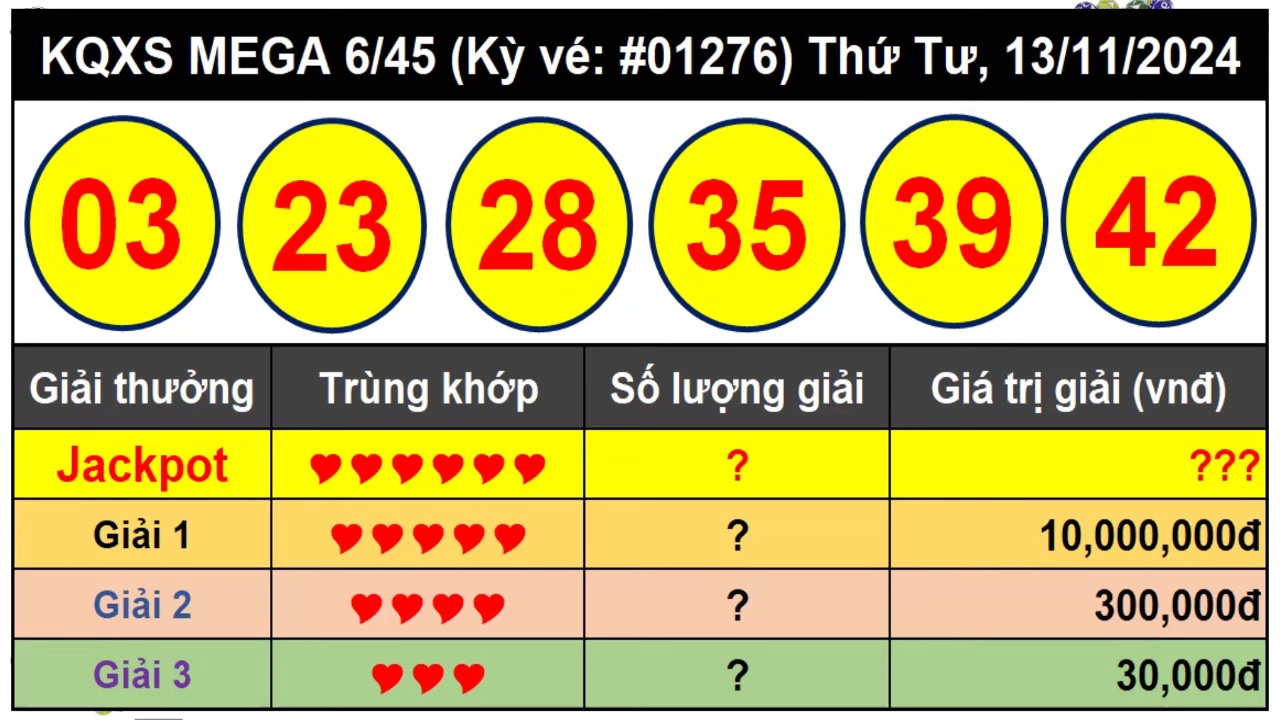 KQXS MEGA 6/45 (Kỳ vé: #01276) Thứ Tư, 13/11/2024
03 23 28 35 39 42
Giải thưởng Trùng khớp Số lượng giải Giá trị giải (vnđ)
Jackpot ? ???
Giải 1 ? 10,000,000đ
Giải 2 ? 300,000đ
Giải 3 ? 30,000đ